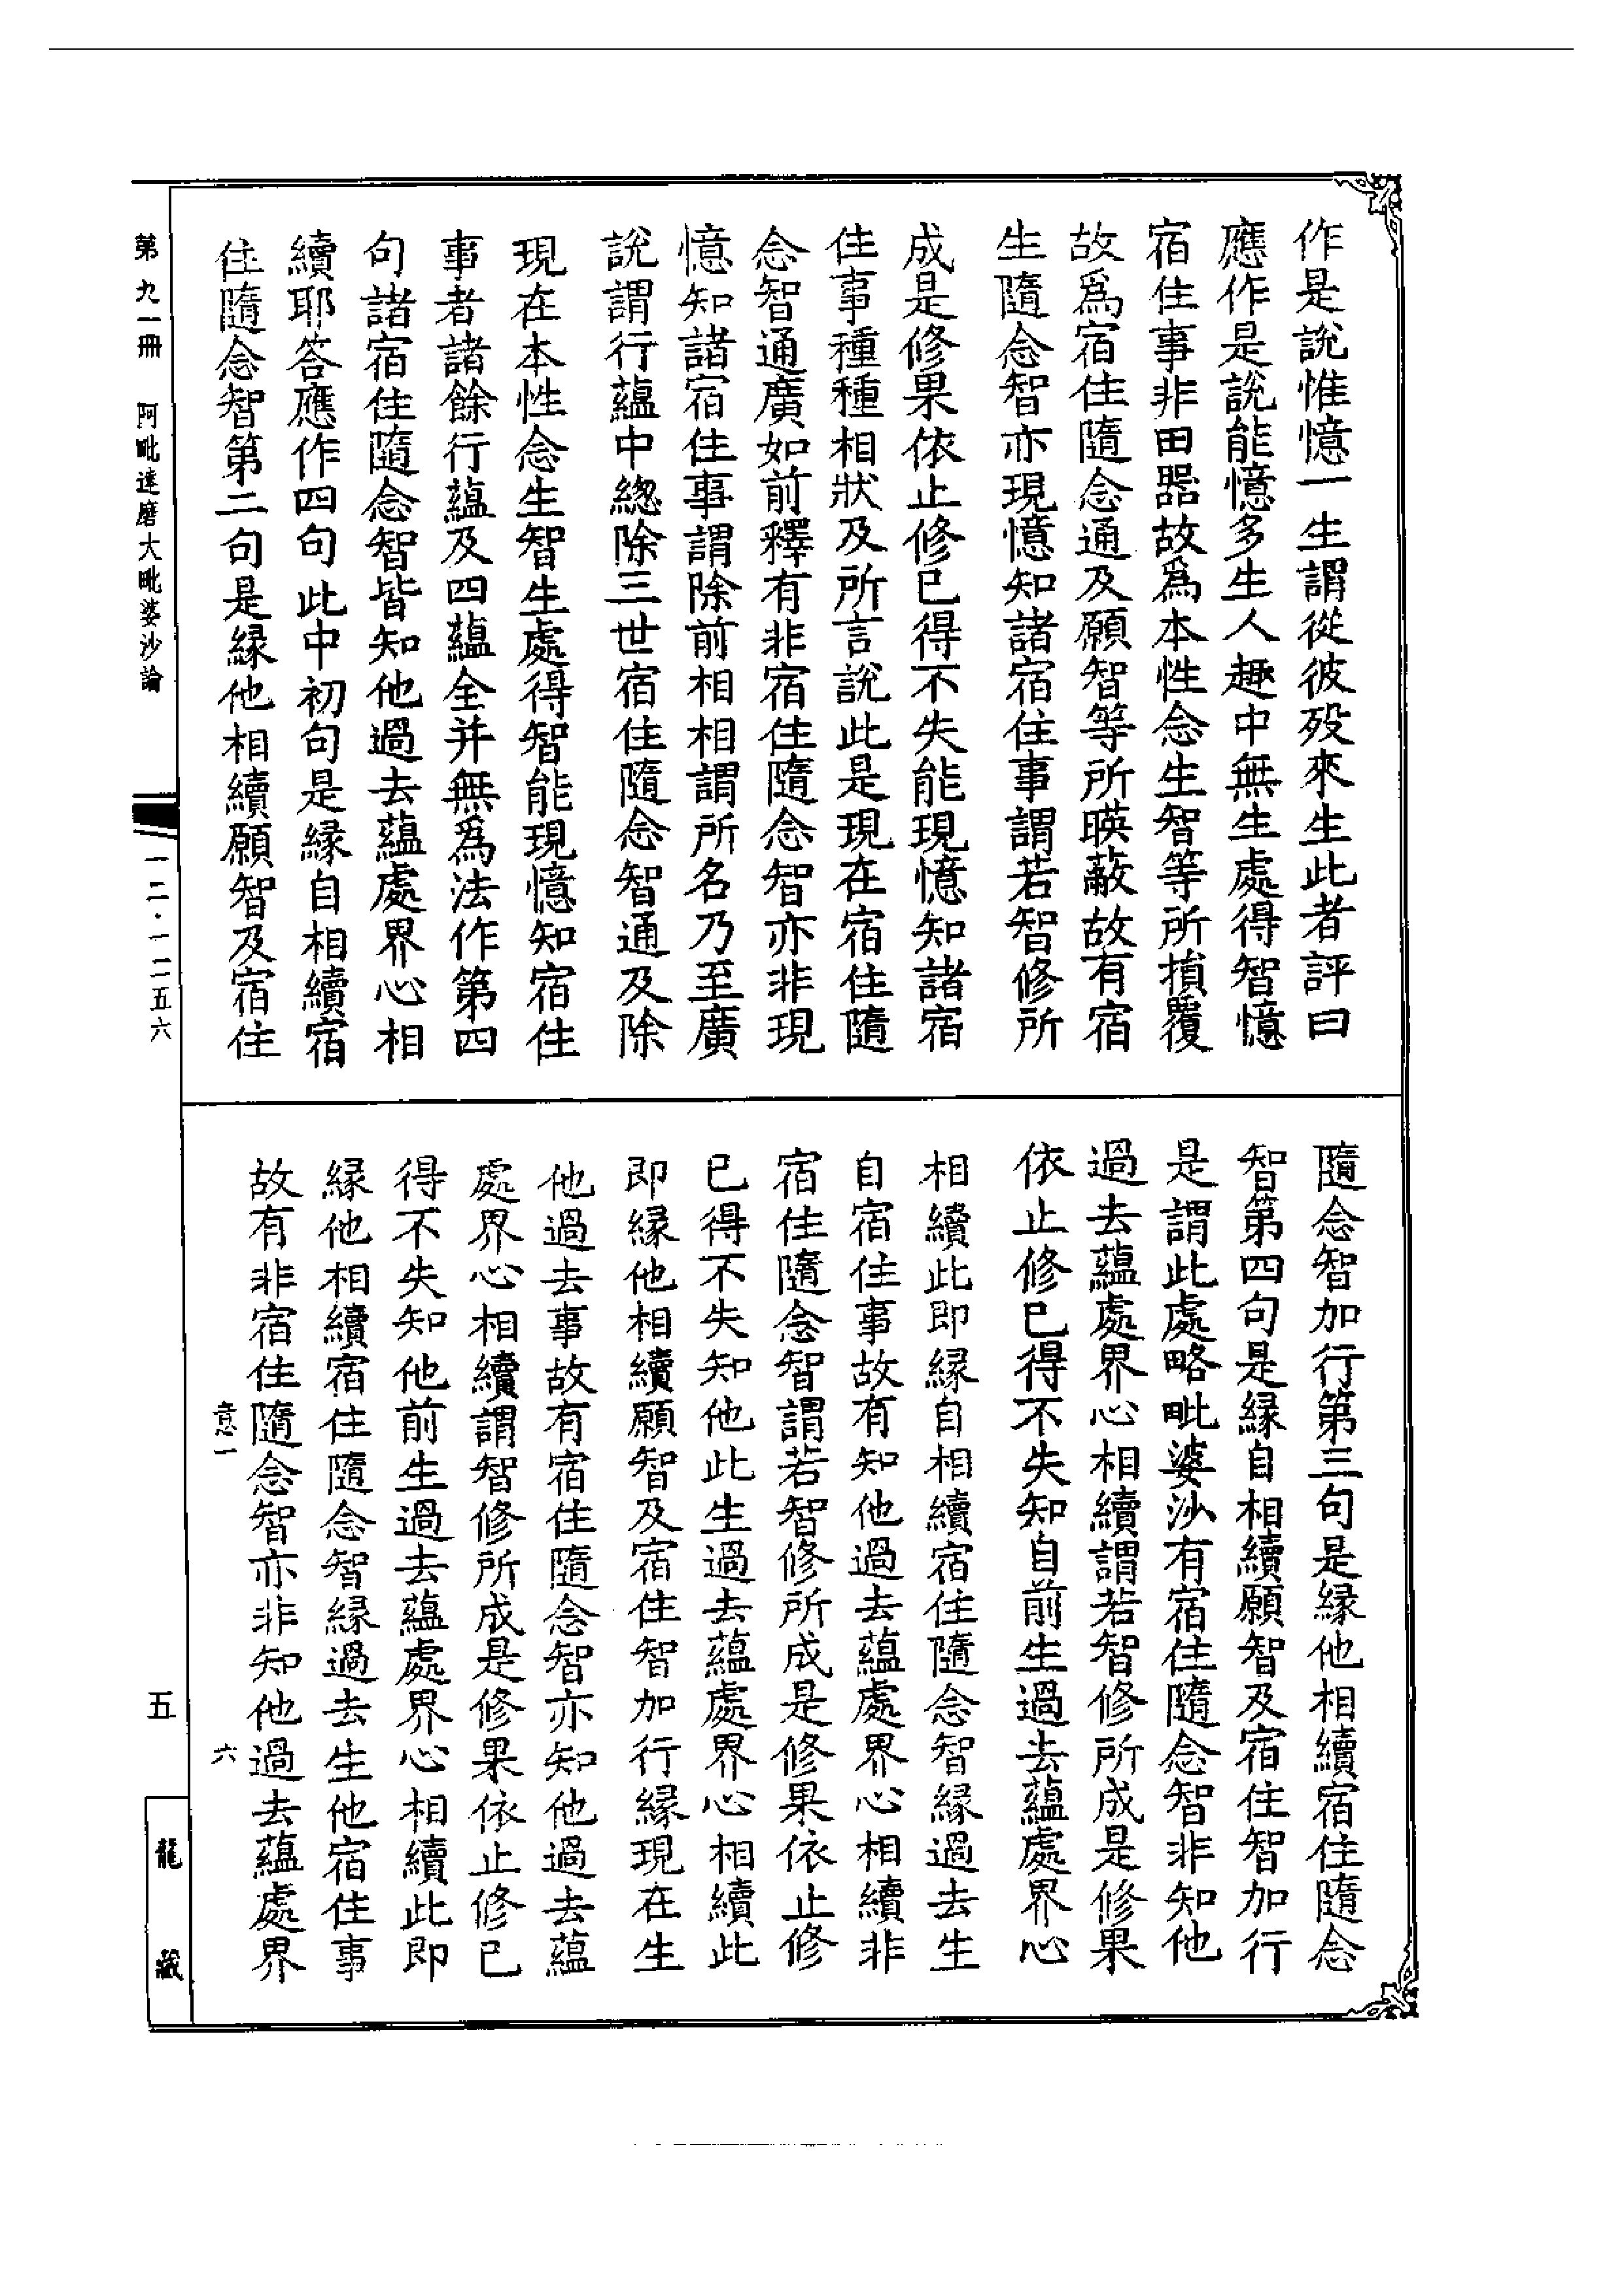 作是說惟憶一生謂從彼歿來生此者評曰
應作是說能憶多生人趣中無生處得智憶
宿住事非田器故爲本性念生智等所損覆
故爲宿住隨念通及願智等所暎蔽故有宿
生隨念智亦現憶知諸宿住事謂若智修所
成是修果依止修已得不失能現憶知諸宿
住事種種相狀及所言說此是現在宿住隨
念智通廣如前釋有非宿住隨念智亦非現
憶知諸宿住事謂除前相相謂所名乃至廣
說謂行蘊中總除三世宿住隨念智通及除
現在本性念生智生處得智能現憶知宿住
事者諸餘行蘊及四蘊全并無爲法作第四
句諸宿住隨念智皆知他過去蘊處界心相
續耶答應作四句此中初句是緣自相續宿
住隨念智第二句是緣他相續願智及宿住
隨念智加行第三句是緣他相續宿住隨念
智第四句是緣自相續願智及宿住智加行
是謂此處略毗婆沙有宿住隨念智非知他
過去蘊處界心相續謂若智修所成是修果
依止修已得不失知自前生過去蘊處界心
相續此即緣自相續宿住隨念智緣過去生
自宿住事故有知他過去蘊處界心相續非
宿住隨念智謂若智修所成是修果依止修
已得不失知他此生過去蘊處界心相續此
即緣他相續願智及宿住智加行緣現在生
他過去事故有宿住隨念智亦知他過去蘊
處界心相續謂智修所成是修果依止修已
得不失知他前生過去蘊處界心相續此即
緣他相續宿住隨念智緣過去生他宿住事
故有非宿住隨念智亦非知他過去蘊處界
意一 六
第九一冊 阿毗達磨大毗婆沙論
一二·一二五六
五
龍藏